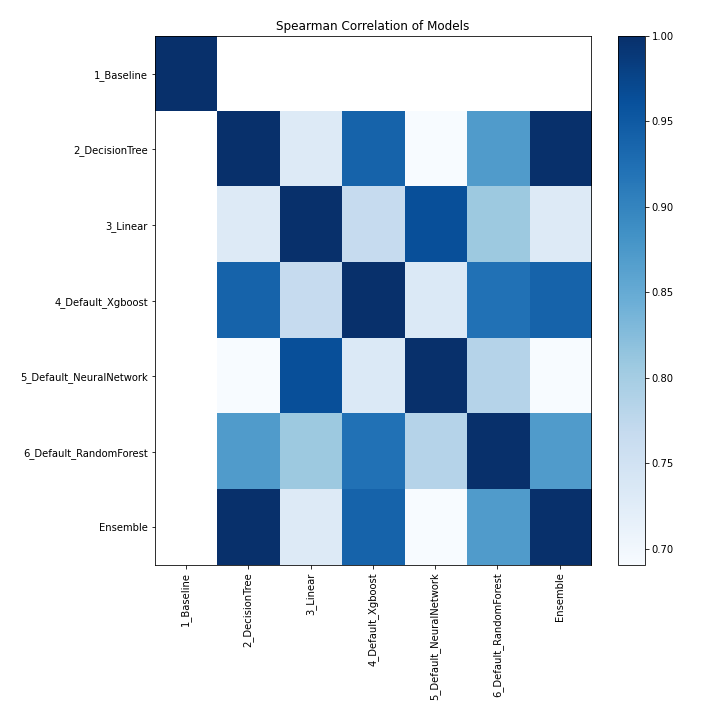 Spearman Correlation of Models
1_Baseline
2_DecisionTree
3_Linear
4_Default_Xgboost
5_Default_NeuralNetwork
6_Default_RandomForest
Ensemble
1_Baseline
2_DecisionTree
3_Linear
4_Default_Xgboost
5_Default_NeuralNetwork
6_Default_RandomForest
Ensemble
1.00
0.95
0.90
0.85
0.80
0.75
0.70